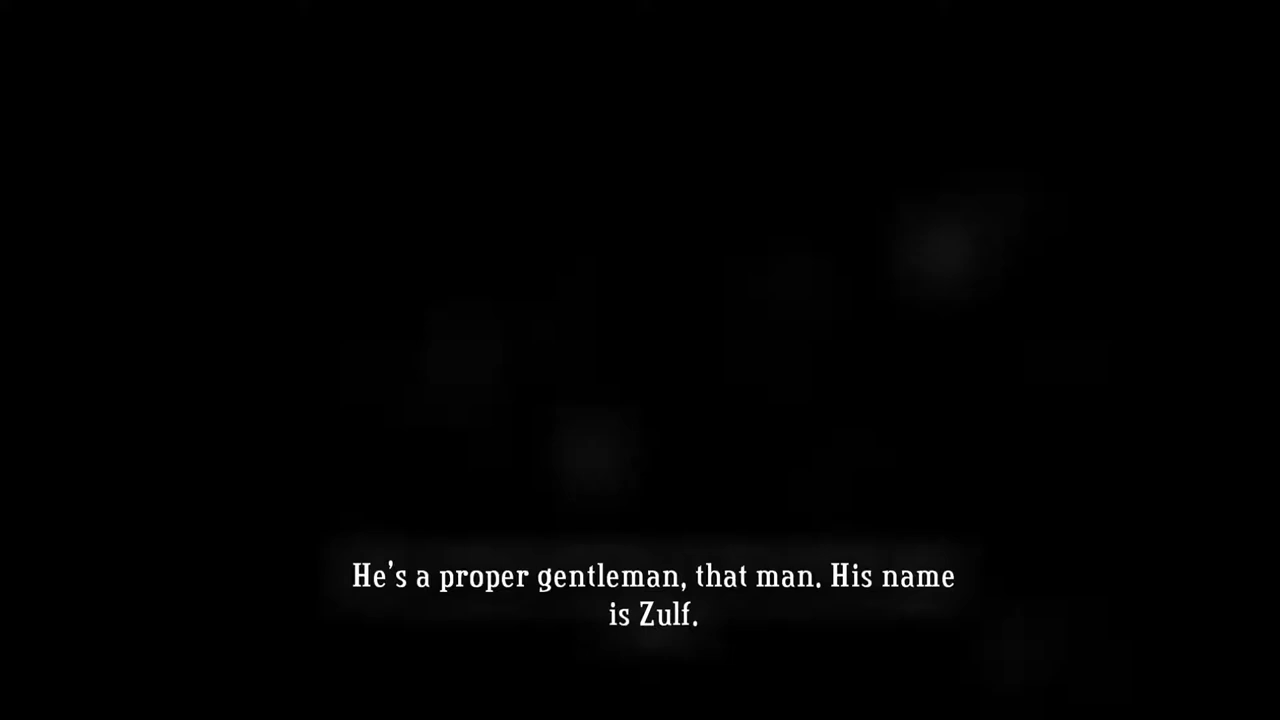 He's a proper gentleman, that man. His name
is Zulf.